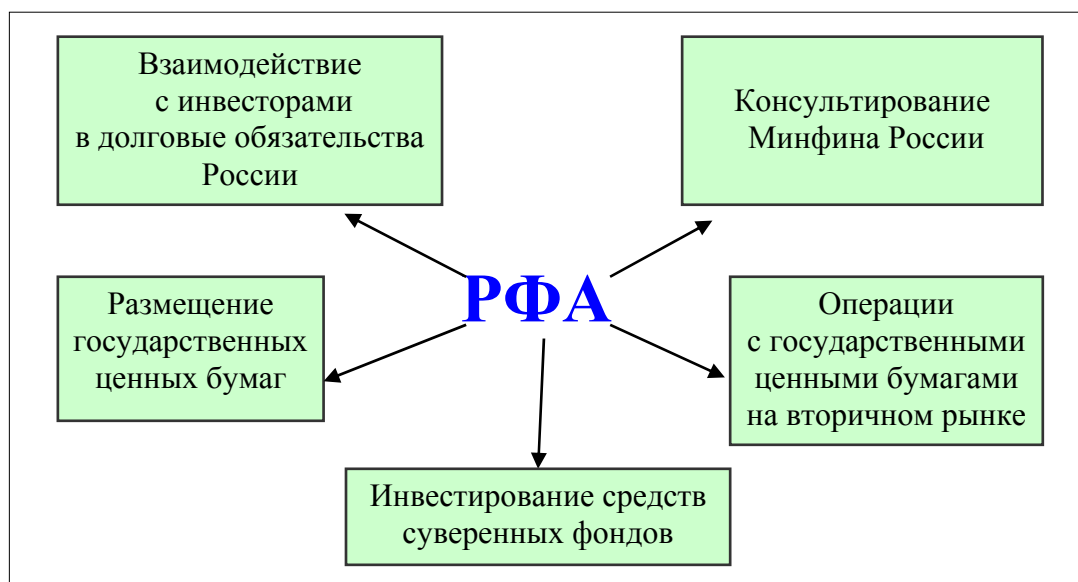 Взаимодействие
с инвесторами
в долговые обязательства
России
Консультирование
Минфина России
РФА
Размещение
государственных
ценных бумаг
Операции
с государственными
ценными бумагами
на вторичном рынке
Инвестирование средств
суверенных фондов